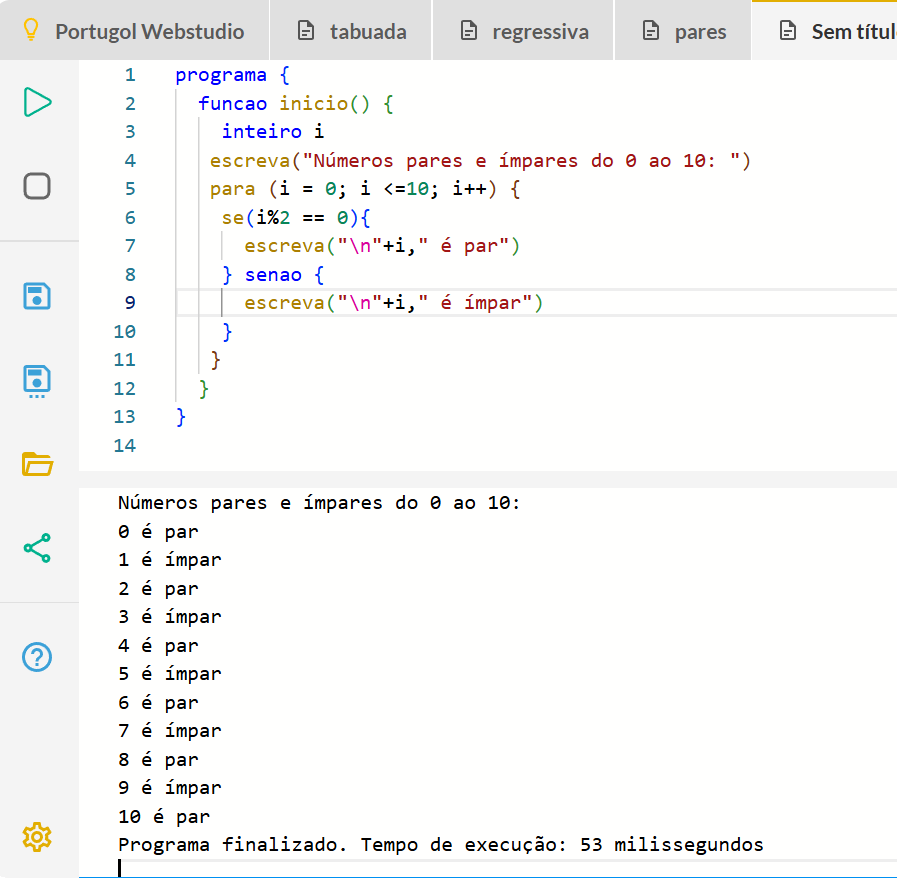 Portugol Webstudio tabuada regressiva pares Sem títul
1 programa {
2 funcao inicio() {
3 inteiro i
4 escreva("Números pares e ímpares do 0 ao 10: ")
5 para (i = 0; i <=10; i++) {
6 se(i%2 == 0){
7 escreva("\n"+i," é par")
8 } senao {
9 escreva("\n"+i," é ímpar")
10 }
11 }
12 }
13 }
14
Números pares e ímpares do 0 ao 10:
0 é par
1 é ímpar
2 é par
3 é ímpar
4 é par
5 é ímpar
6 é par
7 é ímpar
8 é par
9 é ímpar
10 é par
Programa finalizado. Tempo de execução: 53 milissegundos